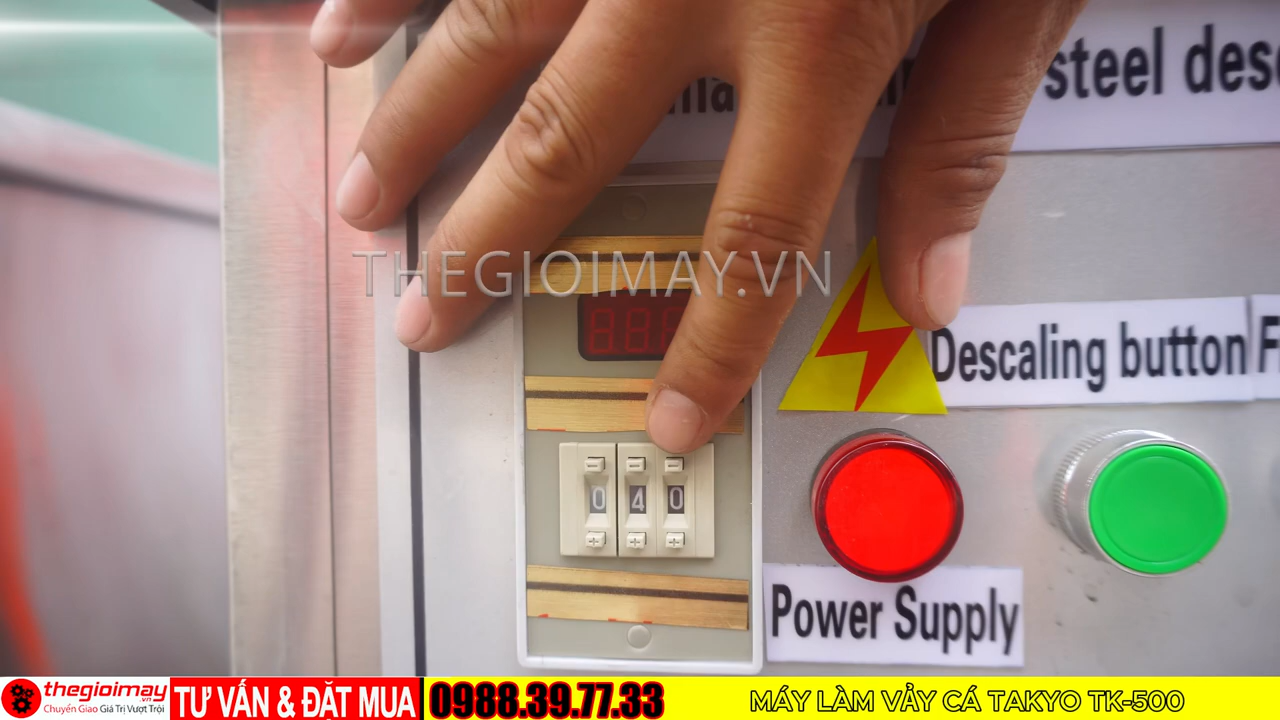 steel
THEGIOIMAY.VN
Descaling button
0 4 0
Power Supply
thegioimay
.vn
Chuyển Giao Giá Trị Vượt Trội
TƯ VẤN & ĐẶT MUA
0988.39.77.33
MÁY LÀM VẢY CÁ TAKYO TK-500